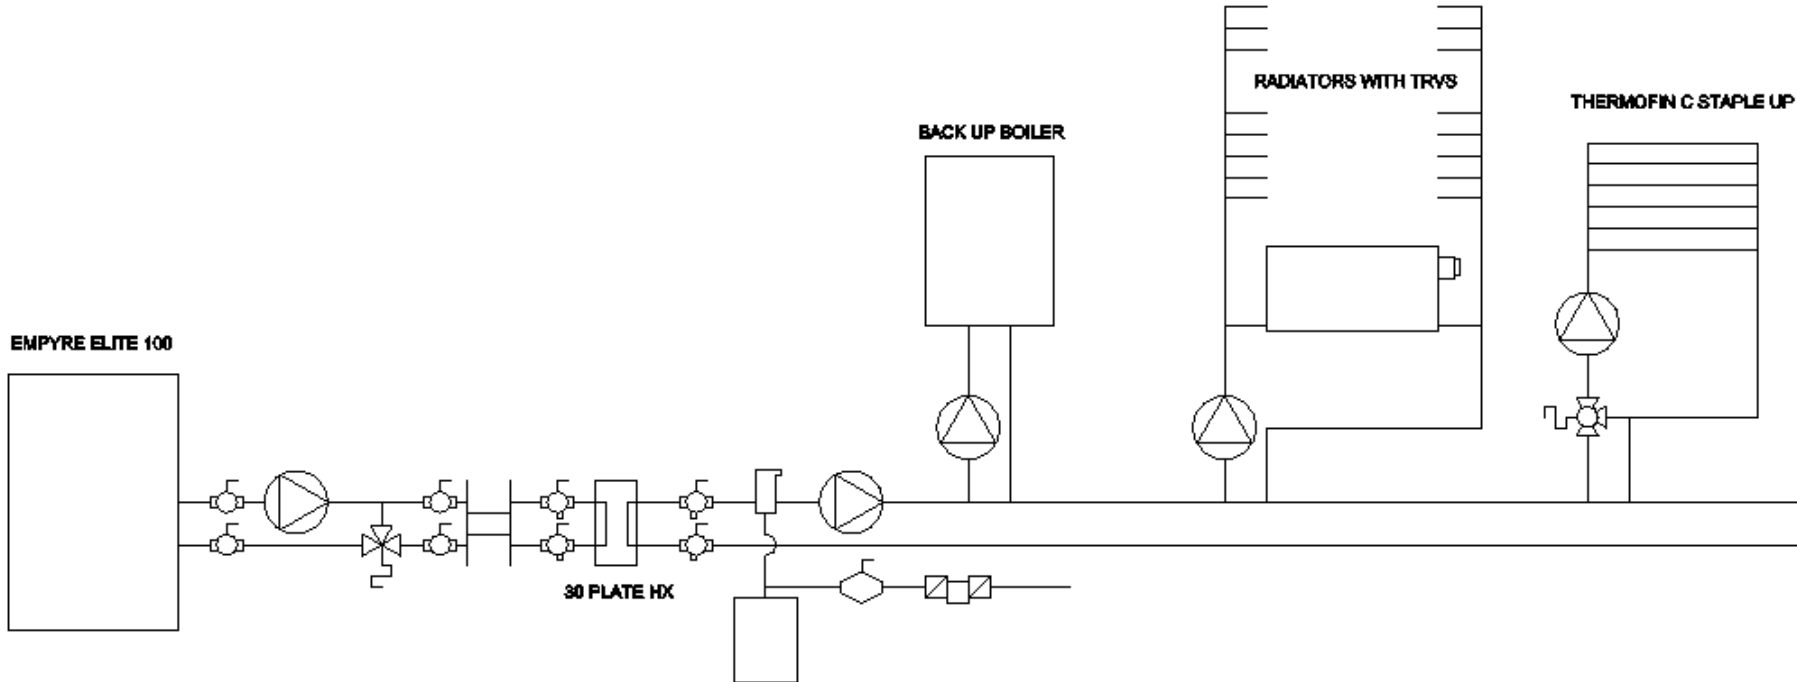 RADIATORS WITH TRVS
THERMOFIN C STAPLE UP
BACK UP BOILER
EMPYRE ELITE 100
30 PLATE HX